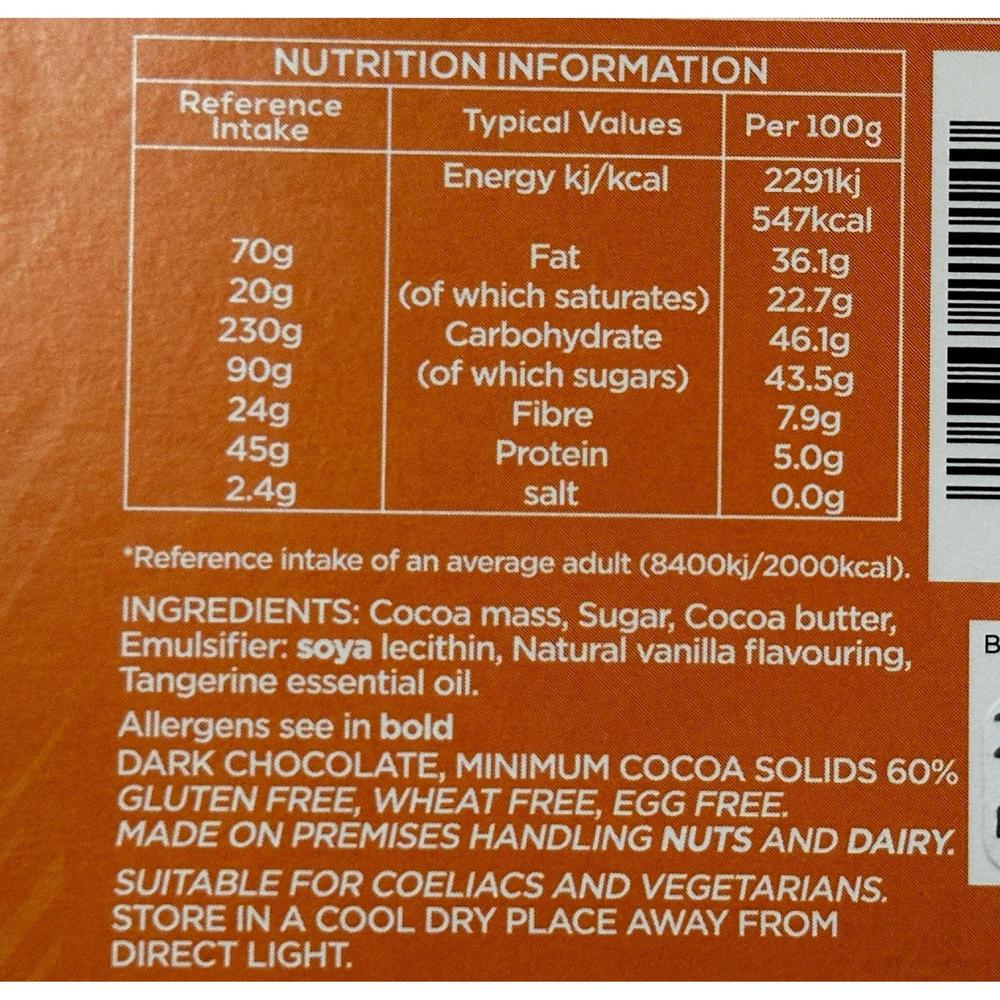 NUTRITION INFORMATION
Reference Intake Typical Values Per 100g
Energy kj/kcal 2291kj
547kcal
70g Fat 36.1g
20g (of which saturates) 22.7g
230g Carbohydrate 46.1g
90g (of which sugars) 43.5g
24g Fibre 7.9g
45g Protein 5.0g
2.4g salt 0.0g
*Reference intake of an average adult (8400kj/2000kcal).
INGREDIENTS: Cocoa mass, Sugar, Cocoa butter,
Emulsifier: soya lecithin, Natural vanilla flavouring,
Tangerine essential oil.
Allergens see in bold
DARK CHOCOLATE, MINIMUM COCOA SOLIDS 60%
GLUTEN FREE, WHEAT FREE, EGG FREE.
MADE ON PREMISES HANDLING NUTS AND DAIRY.
SUITABLE FOR COELIACS AND VEGETARIANS.
STORE IN A COOL DRY PLACE AWAY FROM
DIRECT LIGHT.